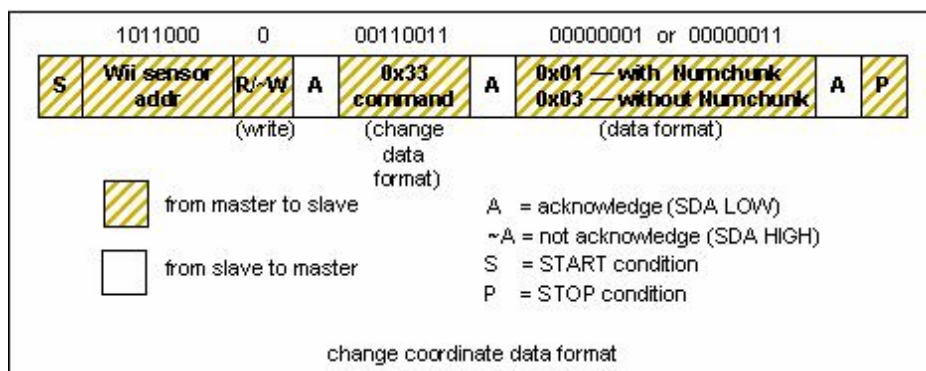 1011000 0 00110011 00000001 or 00000011
S Wii sensor addr R/~W A 0x33 command A 0x01 — with Numchunk 0x03 — without Numchunk A P
(write) (change data format) (data format)
from master to slave
from slave to master
A = acknowledge (SDA LOW)
~A = not acknowledge (SDA HIGH)
S = START condition
P = STOP condition
change coordinate data format